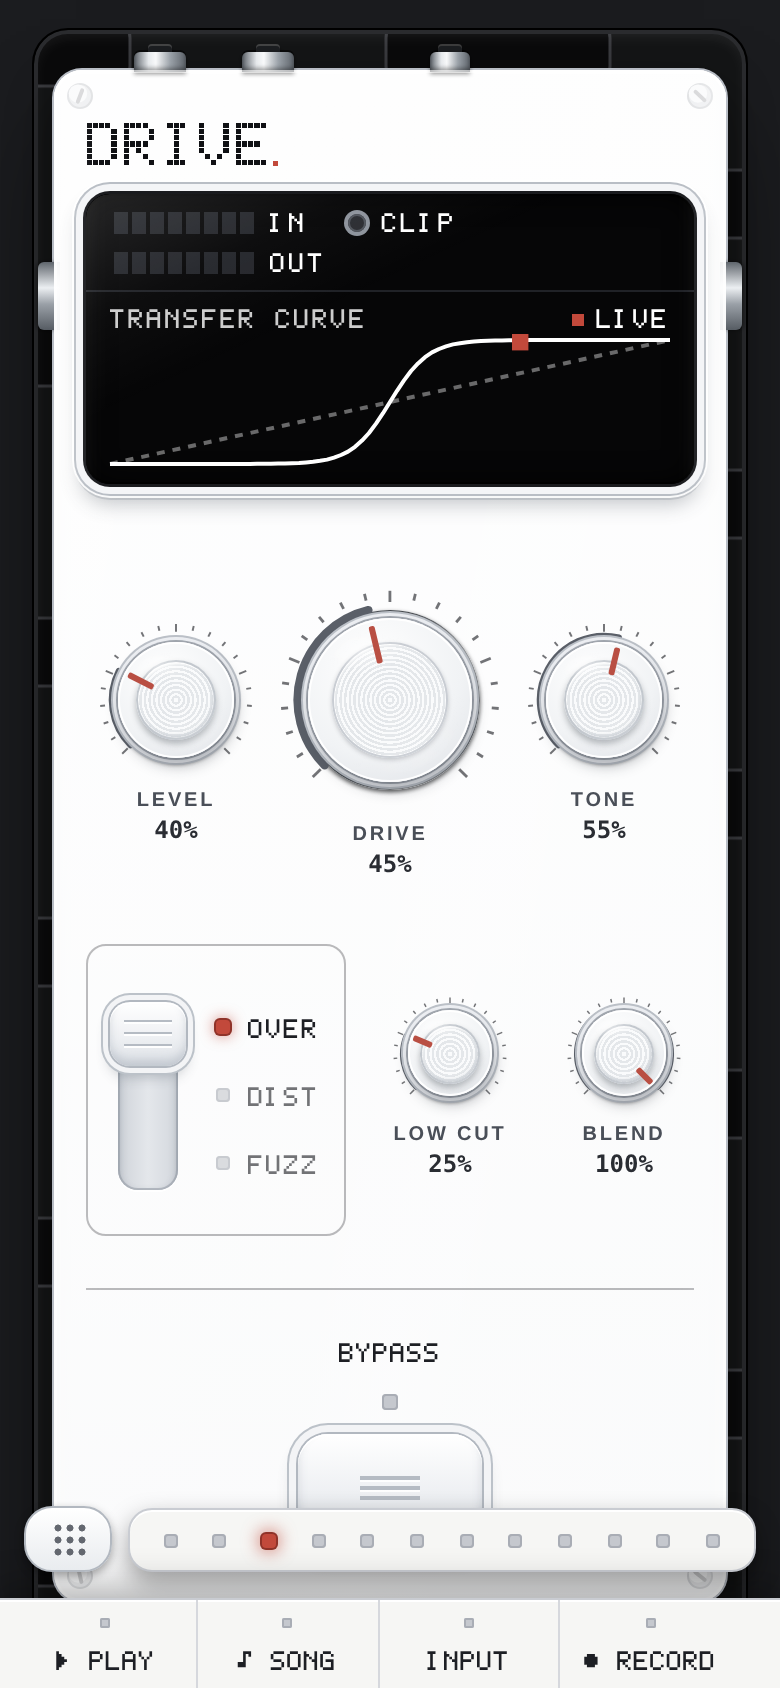 DRIVE.
IN CLIP
OUT
TRANSFER CURVE LIVE
LEVEL
40%
DRIVE
45%
TONE
55%
OVER
DIST
FUZZ
LOW CUT
25%
BLEND
100%
BYPASS
PLAY SONG INPUT RECORD